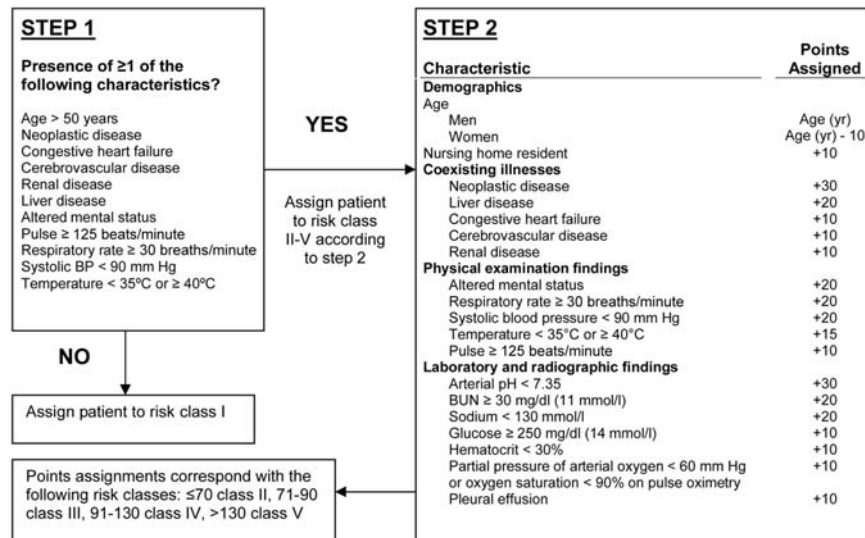 STEP 1
Presence of ≥1 of the
following characteristics?
Age > 50 years
Neoplastic disease
Congestive heart failure
Cerebrovascular disease
Renal disease
Liver disease
Altered mental status
Pulse ≥ 125 beats/minute
Respiratory rate ≥ 30 breaths/minute
Systolic BP < 90 mm Hg
Temperature < 35ºC or ≥ 40ºC
YES
Assign patient
to risk class
II-V according
to step 2
NO
Assign patient to risk class I
STEP 2
Characteristic Points Assigned
Demographics
Age
Men Age (yr)
Women Age (yr) - 10
Nursing home resident +10
Coexisting illnesses
Neoplastic disease +30
Liver disease +20
Congestive heart failure +10
Cerebrovascular disease +10
Renal disease +10
Physical examination findings
Altered mental status +20
Respiratory rate ≥ 30 breaths/minute +20
Systolic blood pressure < 90 mm Hg +20
Temperature < 35°C or ≥ 40°C +15
Pulse ≥ 125 beats/minute +10
Laboratory and radiographic findings
Arterial pH < 7.35 +30
BUN ≥ 30 mg/dl (11 mmol/l) +20
Sodium < 130 mmol/l +20
Glucose ≥ 250 mg/dl (14 mmol/l) +10
Hematocrit < 30% +10
Partial pressure of arterial oxygen < 60 mm Hg +10
or oxygen saturation < 90% on pulse oximetry
Pleural effusion +10
Points assignments correspond with the
following risk classes: ≤70 class II, 71-90
class III, 91-130 class IV, >130 class V